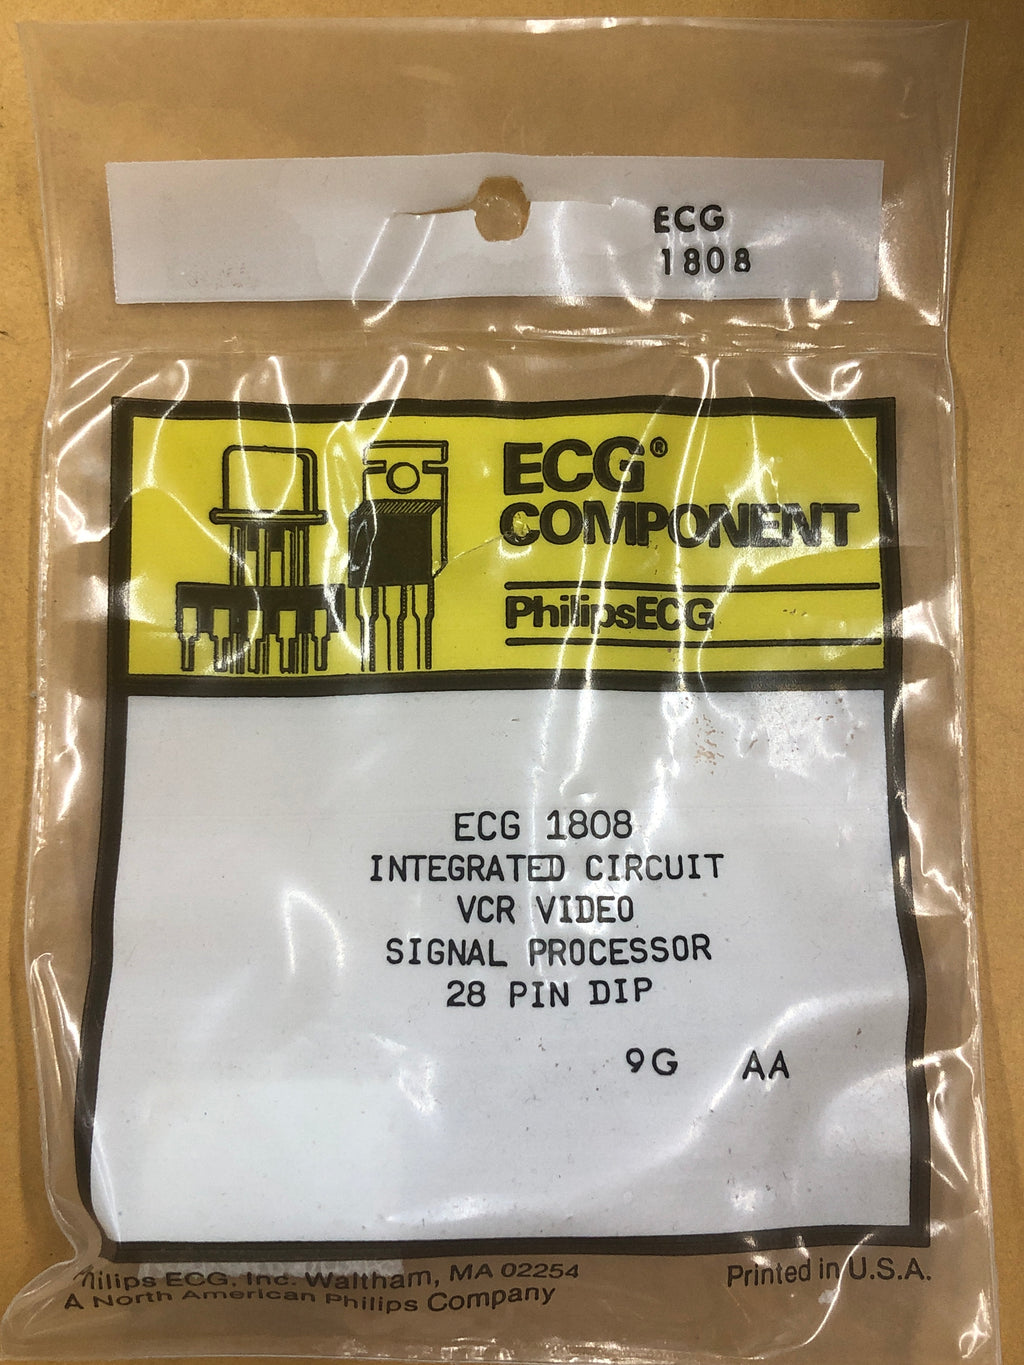 ECG
1808
ECG®
COMPONENT
PhilipsECG
ECG 1808
INTEGRATED CIRCUIT
VCR VIDEO
SIGNAL PROCESSOR
28 PIN DIP
9G AA
Philips ECG, Inc. Waltham, MA 02254
A North American Philips Company
Printed in U.S.A.